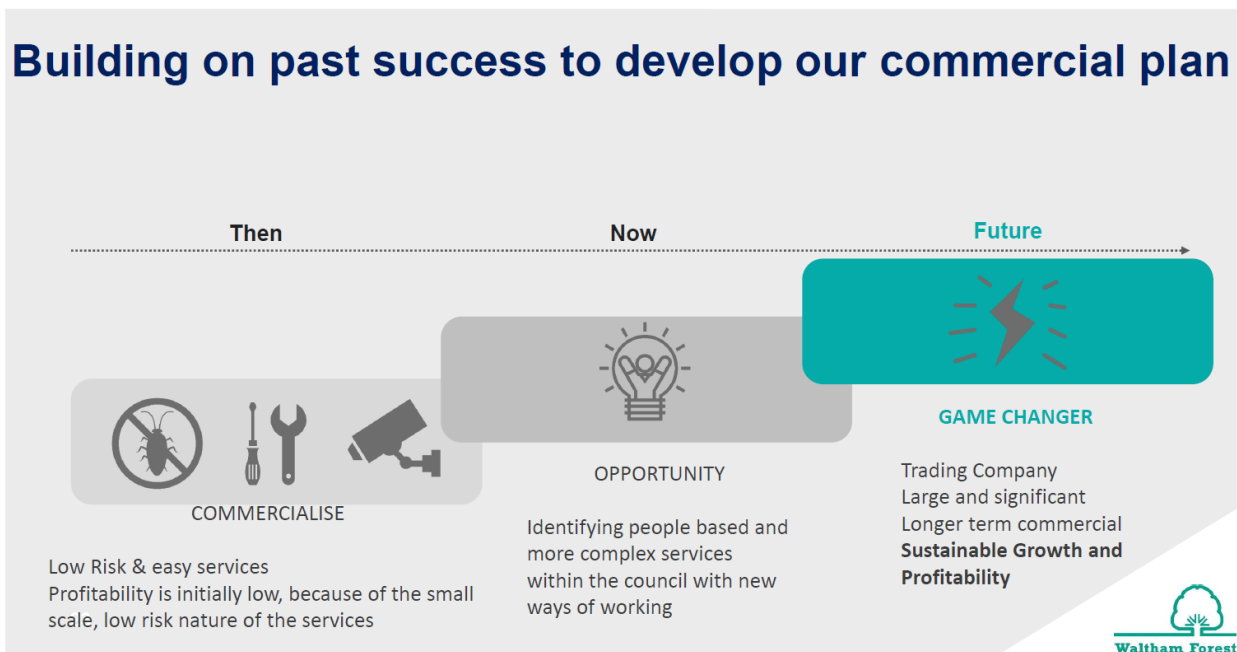 Building on past success to develop our commercial plan
Then
Now
Future
COMMERCIALISE
Low Risk & easy services
Profitability is initially low, because of the small
scale, low risk nature of the services
OPPORTUNITY
Identifying people based and
more complex services
within the council with new
ways of working
GAME CHANGER
Trading Company
Large and significant
Longer term commercial
Sustainable Growth and
Profitability
Waltham Forest